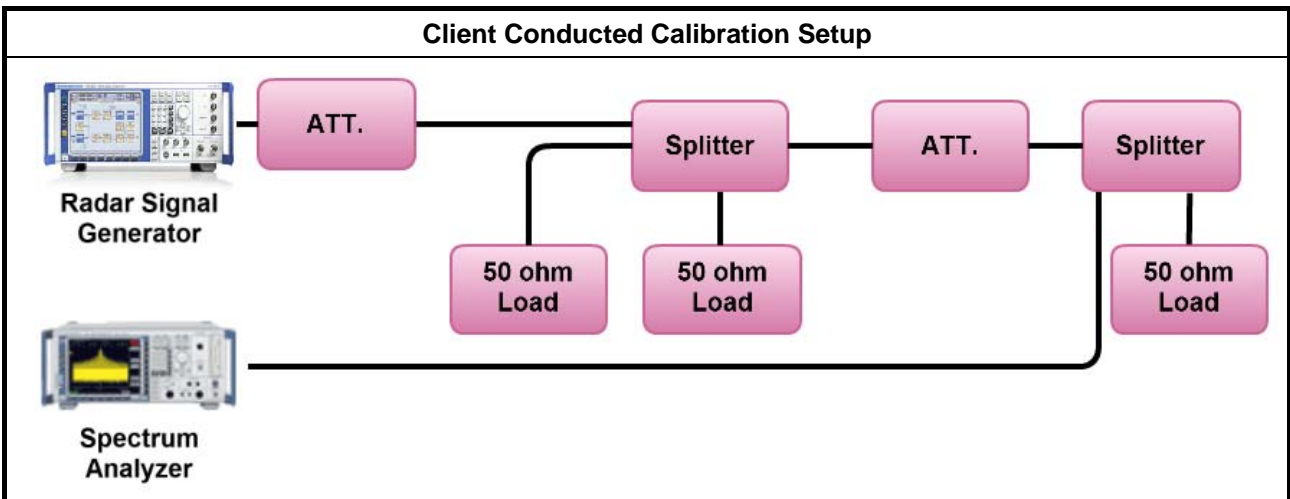 Client Conducted Calibration Setup
ATT.
Splitter
ATT.
Splitter
Radar Signal
Generator
50 ohm
Load
50 ohm
Load
50 ohm
Load
Spectrum
Analyzer